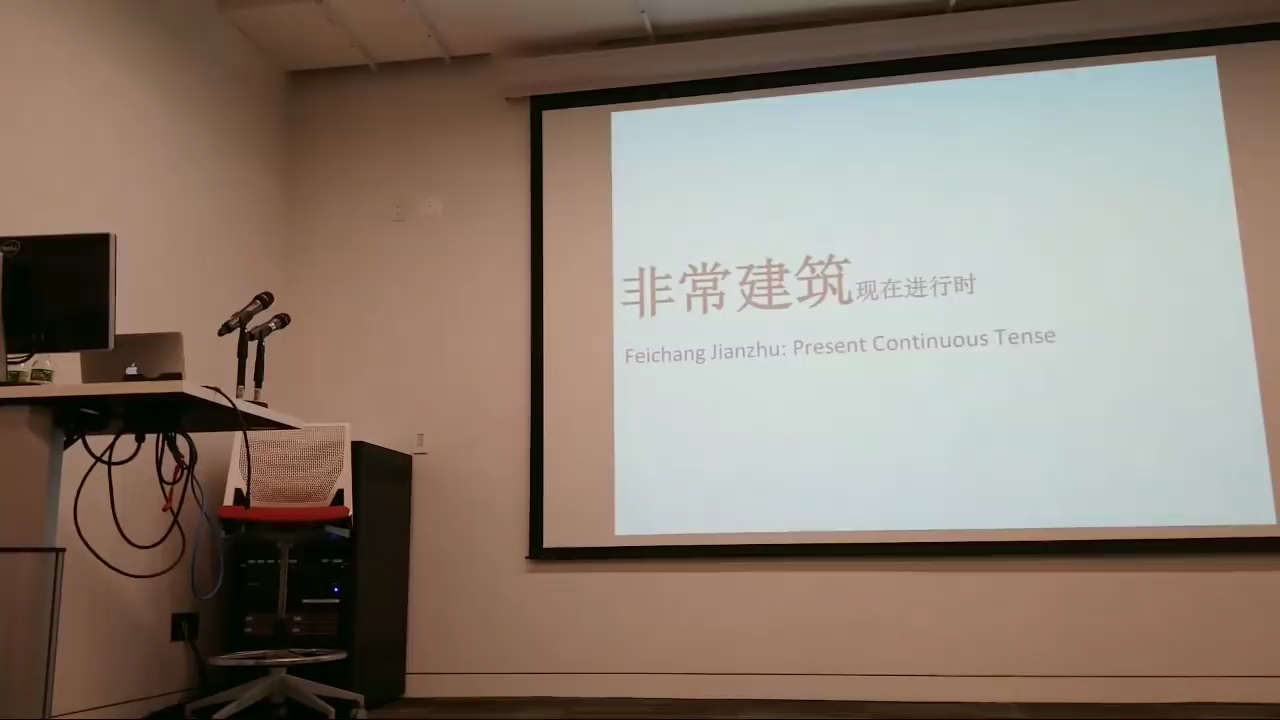 非常建筑现在进行时
Feichang Jianzhu: Present Continuous Tense